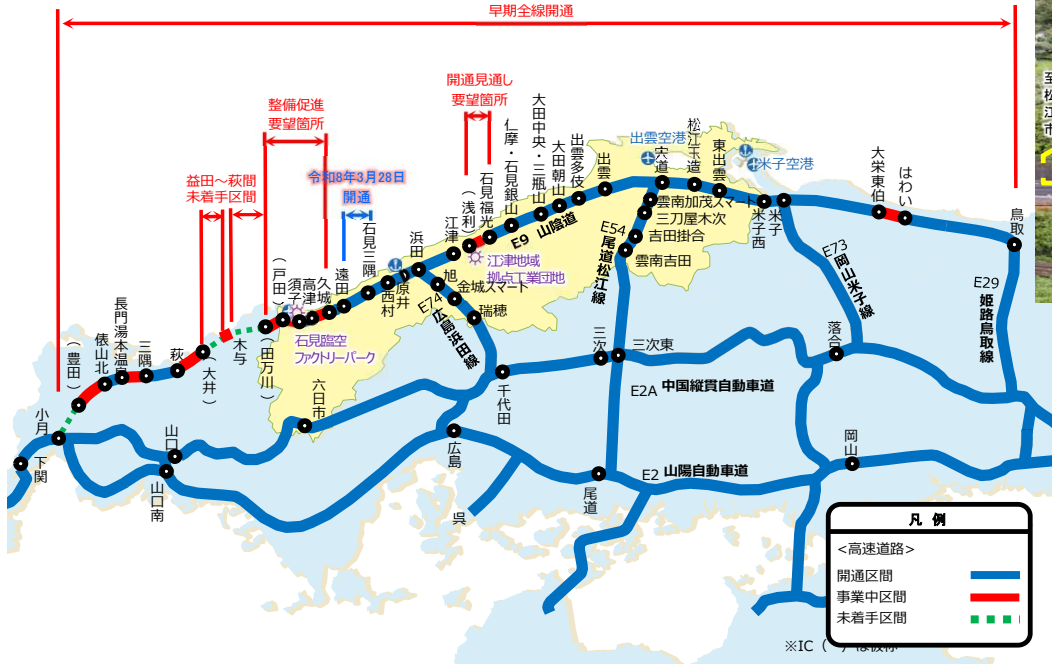 早期全線開通
至
松
江
市
開通見通し
要望箇所
整備促進
要望箇所
益田～萩間
未着手区間
令和8年3月28日
開通
小月
(豊田)
俵山北
長門湯本温泉
三隅
萩
(大井)
木与
(田万川)
(戸田)
須子
高津
久城
遠田
石見三隅
西村
原井
浜田
江津
(浅利)
石見福光
仁摩・石見銀山
大田中央・三瓶山
大田朝山
出雲多伎
出雲
宍道
松江玉造
東出雲
米子西
米子
大栄東伯
はわい
鳥取
出雲空港
米子空港
E9 山陰道
雲南加茂スマート
三刀屋木次
吉田掛合
雲南吉田
E54
尾道松江線
E73
岡山米子線
E29
姫路鳥取線
江津地域
拠点工業団地
旭
金城スマート
瑞穂
E74
広島浜田線
石見臨空
ファクトリーパーク
六日市
千代田
三次
三次東
落合
E2A 中国縦貫自動車道
下関
山口
山口南
広島
呉
尾道
E2 山陽自動車道
岡山
凡 例
<高速道路>
開通区間
事業中区間
未着手区間
※IC( )は仮称